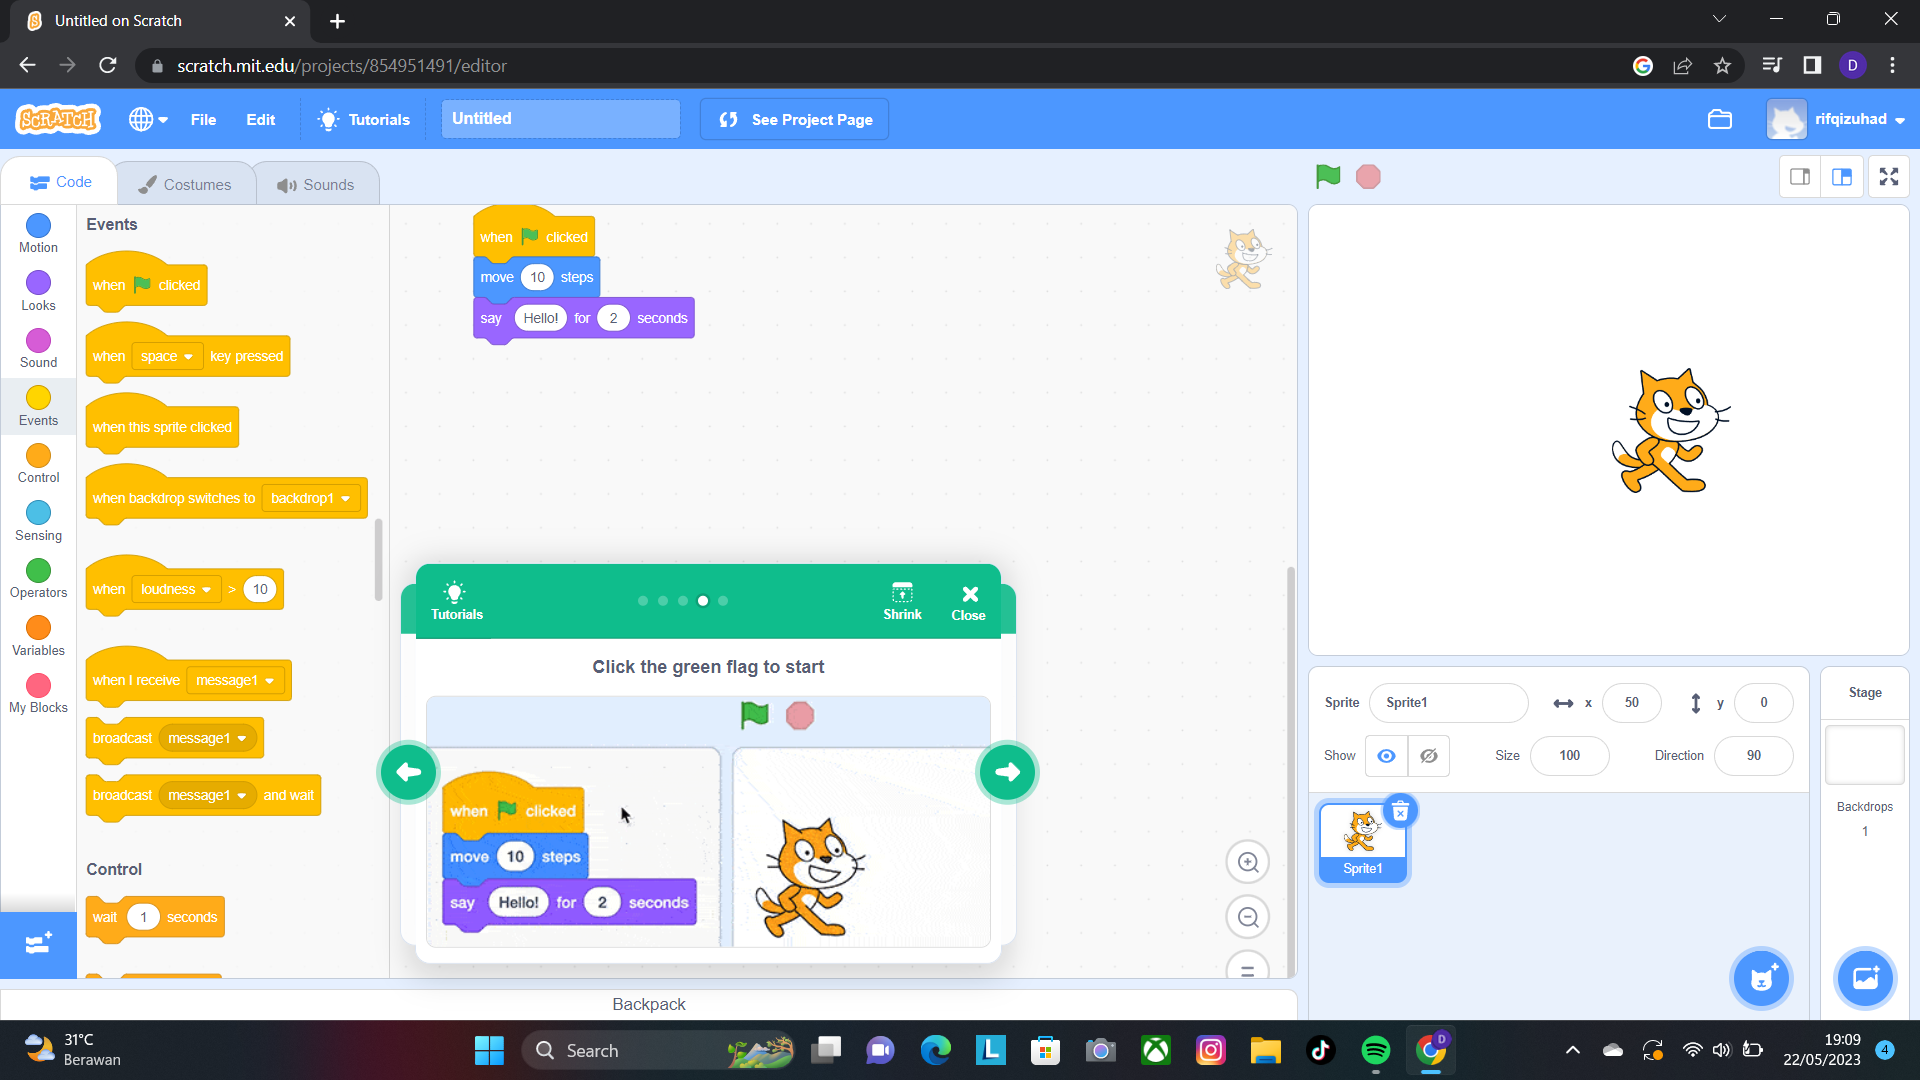 Untitled on Scratch
scratch.mit.edu/projects/854951491/editor
D
SCRATCH
File
Edit
Tutorials
Untitled
See Project Page
rifqizuhad
Code
Costumes
Sounds
Motion
Looks
Sound
Events
Control
Sensing
Operators
Variables
My Blocks
Events
when clicked
when space key pressed
when this sprite clicked
when backdrop switches to backdrop1
when loudness > 10
when I receive message1
broadcast message1
broadcast message1 and wait
Control
wait 1 seconds
when clicked
move 10 steps
say Hello! for 2 seconds
Tutorials
Shrink
Close
Click the green flag to start
when clicked
move 10 steps
say Hello! for 2 seconds
Backpack
Sprite Sprite1 x 50 y 0
Show Size 100 Direction 90
Sprite1
Stage
Backdrops
1
31°C
Berawan
Search
L
D
19:09
22/05/2023
4